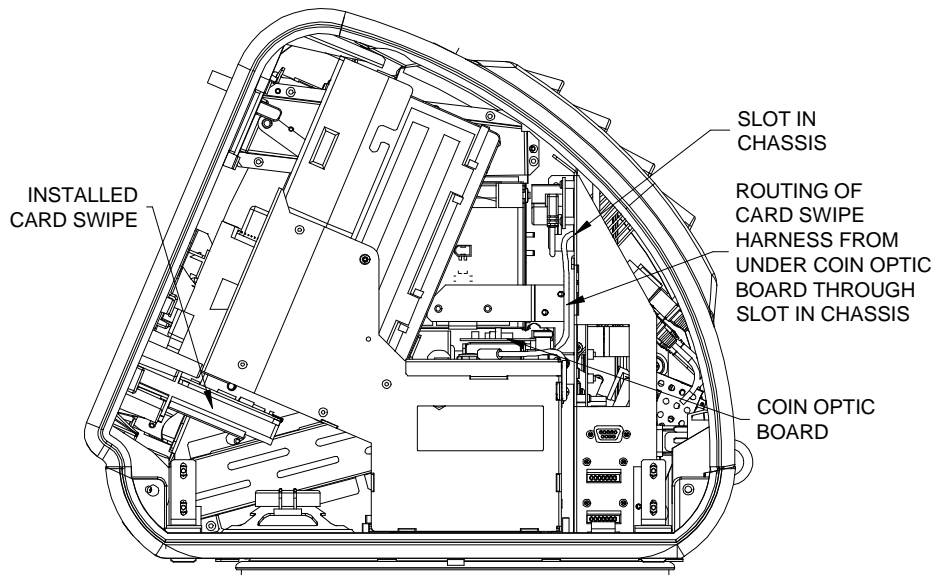 SLOT IN
CHASSIS
INSTALLED
CARD SWIPE
ROUTING OF
CARD SWIPE
HARNESS FROM
UNDER COIN OPTIC
BOARD THROUGH
SLOT IN CHASSIS
COIN OPTIC
BOARD